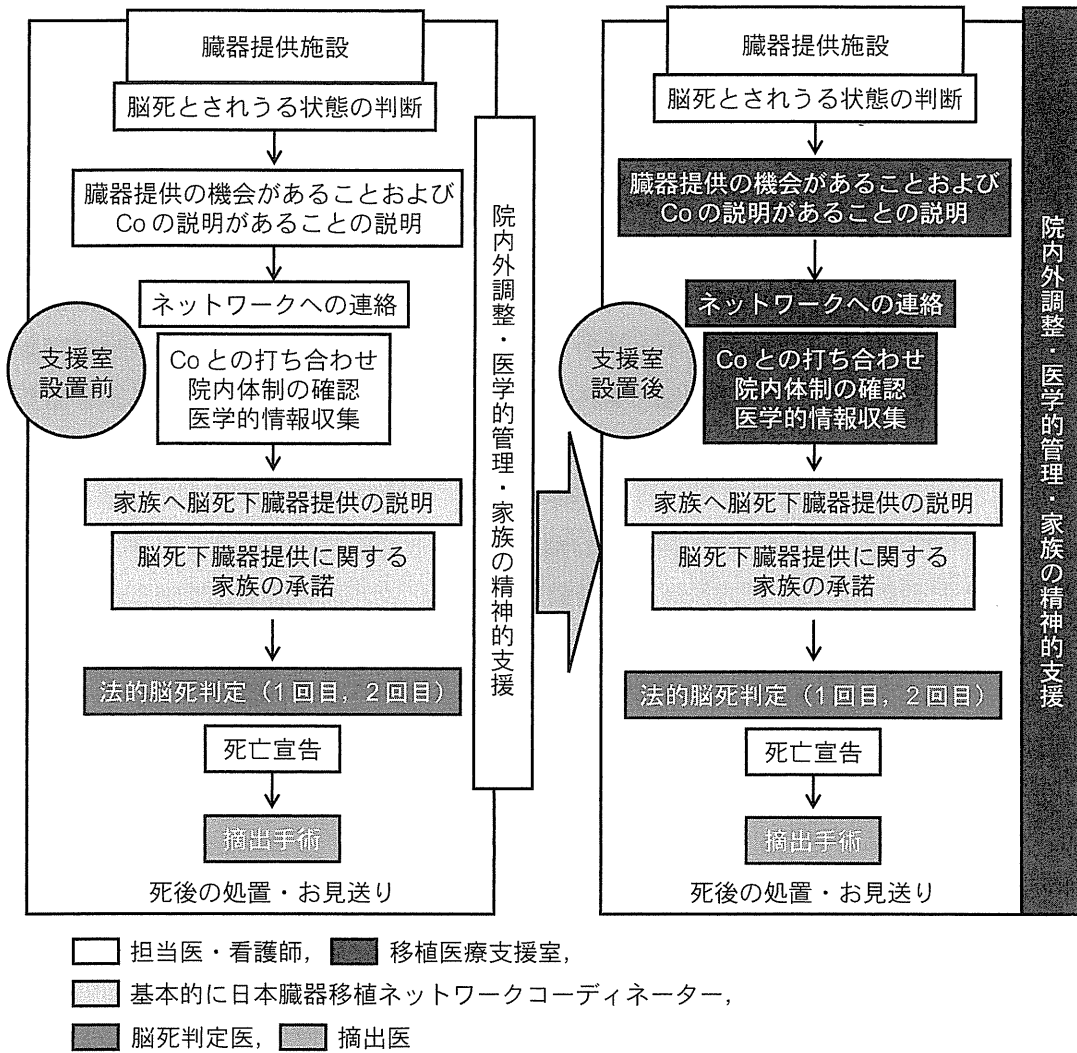 臓器提供施設
脳死とされうる状態の判断
臓器提供の機会があることおよび
Coの説明があることの説明
ネットワークへの連絡
支援室
設置前
Coとの打ち合わせ
院内体制の確認
医学的情報収集
家族へ脳死下臓器提供の説明
脳死下臓器提供に関する
家族の承諾
法的脳死判定（1回目，2回目）
死亡宣告
摘出手術
死後の処置・お見送り
院内外調整・医学的管理・家族の精神的支援
臓器提供施設
脳死とされうる状態の判断
臓器提供の機会があることおよび
Coの説明があることの説明
ネットワークへの連絡
支援室
設置後
Coとの打ち合わせ
院内体制の確認
医学的情報収集
家族へ脳死下臓器提供の説明
脳死下臓器提供に関する
家族の承諾
法的脳死判定（1回目，2回目）
死亡宣告
摘出手術
死後の処置・お見送り
院内外調整・医学的管理・家族の精神的支援
担当医・看護師， 移植医療支援室，
基本的に日本臓器移植ネットワークコーディネーター，
脳死判定医， 摘出医